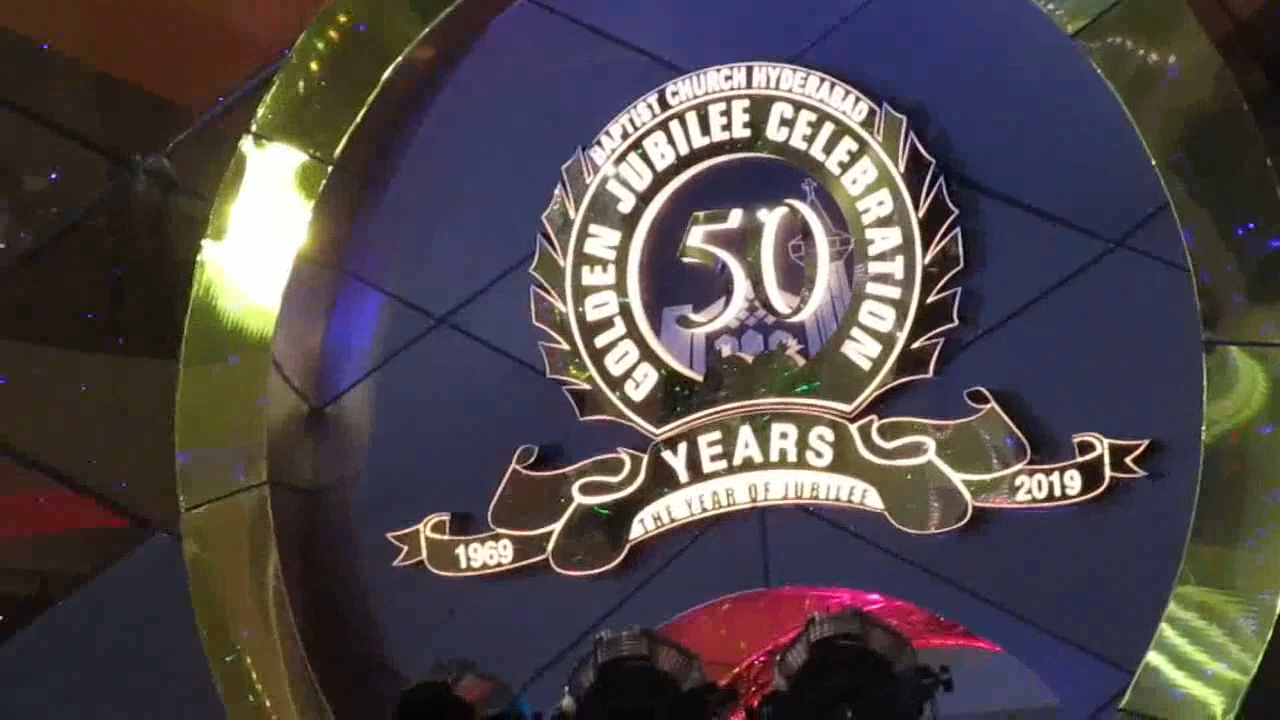 BAPTIST CHURCH HYDERABAD
GOLDEN JUBILEE CELEBRATION
50
YEARS
THE YEAR OF JUBILEE
1969
2019